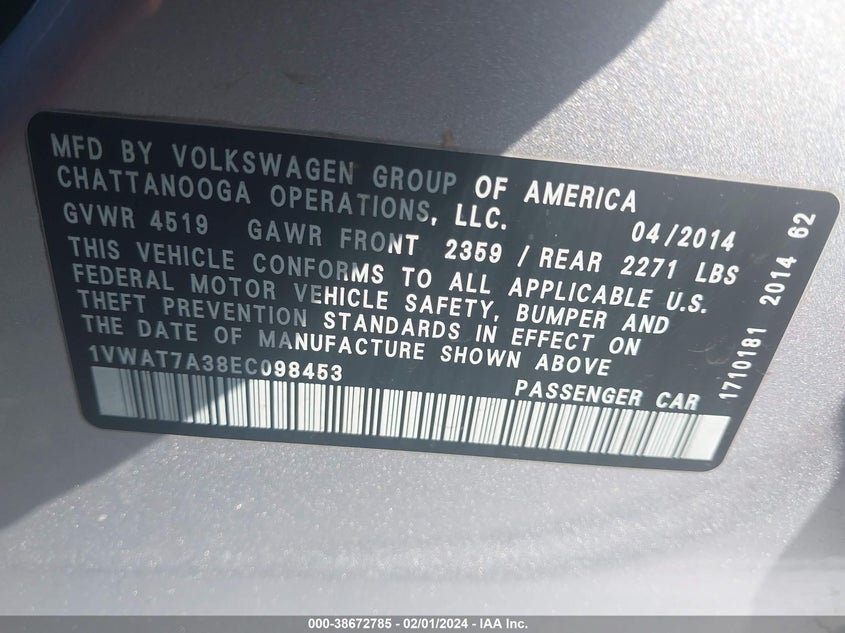 MFD BY VOLKSWAGEN GROUP OF AMERICA
CHATTANOOGA OPERATIONS, LLC.
04/2014
GVWR 4519 GAWR FRONT 2359 / REAR 2271 LBS
THIS VEHICLE CONFORMS TO ALL APPLICABLE U.S.
FEDERAL MOTOR VEHICLE SAFETY, BUMPER AND
THEFT PREVENTION STANDARDS IN EFFECT ON
THE DATE OF MANUFACTURE SHOWN ABOVE
1VWAT7A38EC098453
PASSENGER CAR
1710181 2014 62
000-38672785 - 02/01/2024 - IAA Inc.